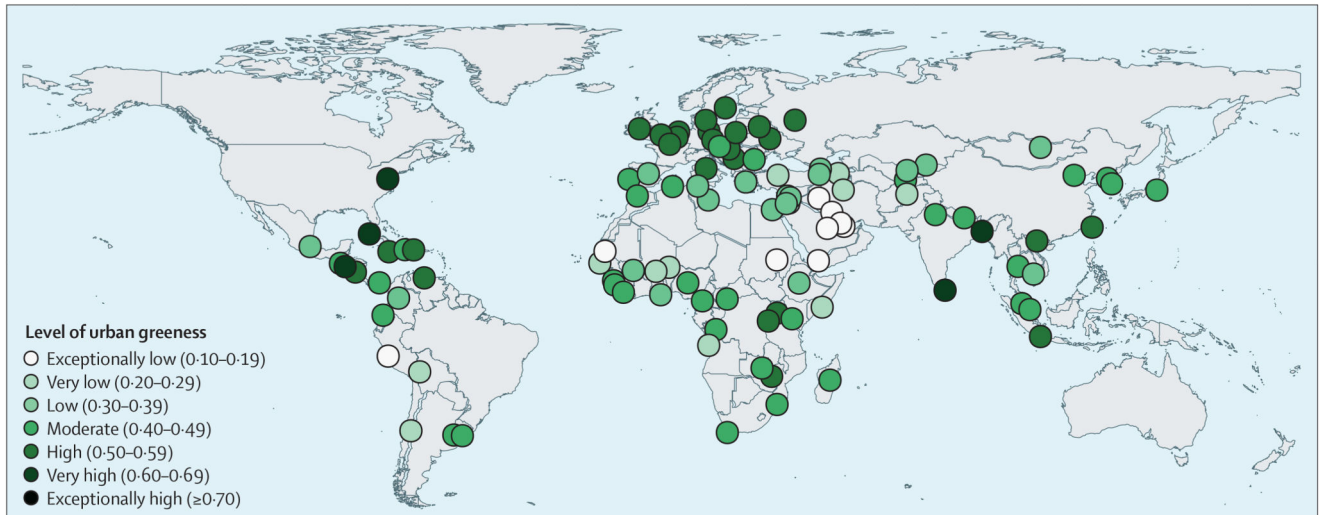 Level of urban greeness
Exceptionally low (0·10–0·19)
Very low (0·20–0·29)
Low (0·30–0·39)
Moderate (0·40–0·49)
High (0·50–0·59)
Very high (0·60–0·69)
Exceptionally high (≥0·70)